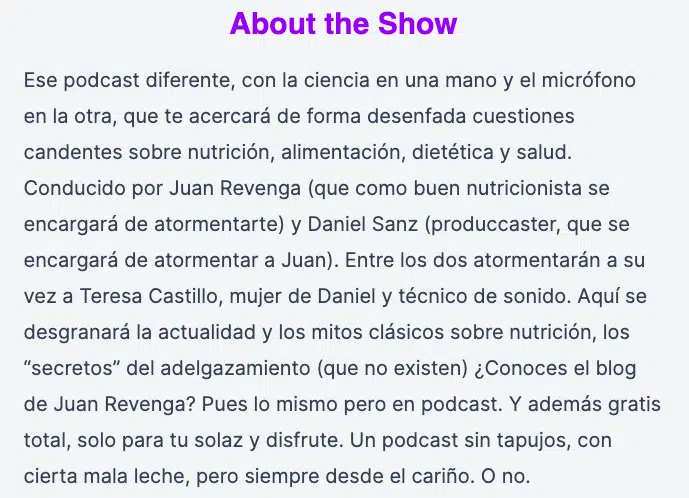 About the Show
Ese podcast diferente, con la ciencia en una mano y el micrófono
en la otra, que te acercará de forma desenfada cuestiones
candentes sobre nutrición, alimentación, dietética y salud.
Conducido por Juan Revenga (que como buen nutricionista se
encargará de atormentarte) y Daniel Sanz (produccaster, que se
encargará de atormentar a Juan). Entre los dos atormentarán a su
vez a Teresa Castillo, mujer de Daniel y técnico de sonido. Aquí se
desgranará la actualidad y los mitos clásicos sobre nutrición, los
“secretos” del adelgazamiento (que no existen) ¿Conoces el blog
de Juan Revenga? Pues lo mismo pero en podcast. Y además gratis
total, solo para tu solaz y disfrute. Un podcast sin tapujos, con
cierta mala leche, pero siempre desde el cariño. O no.